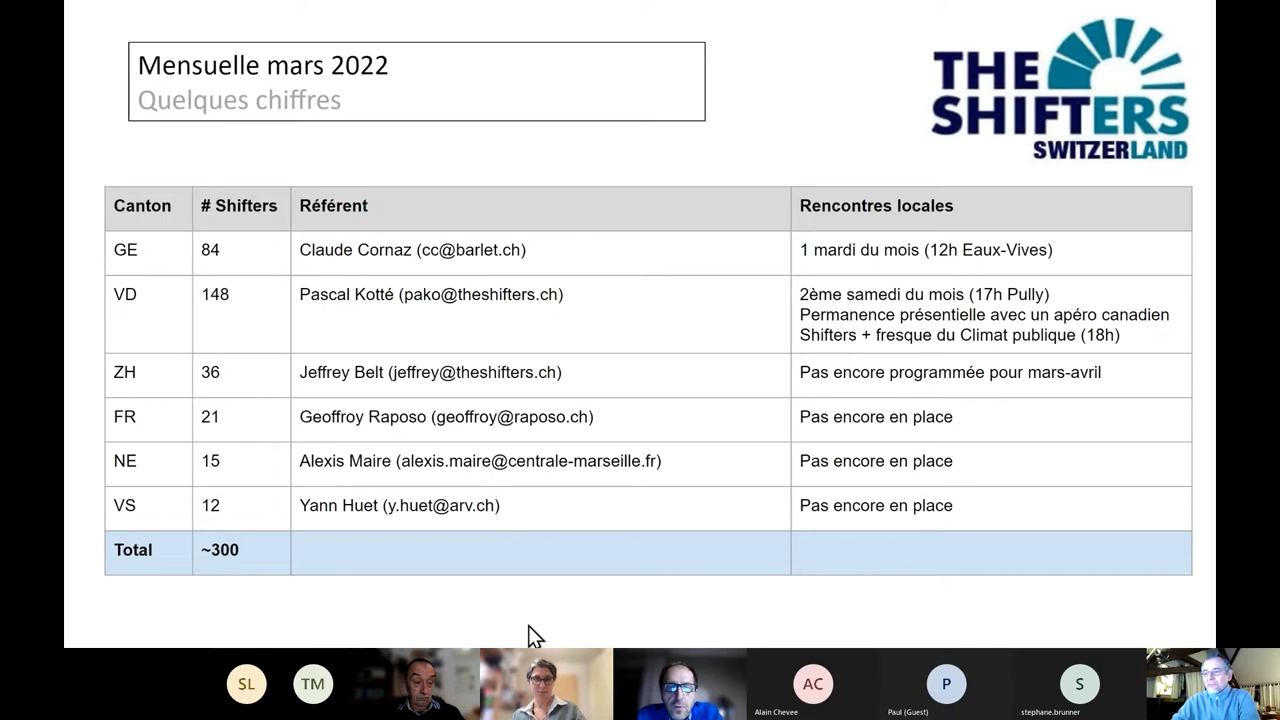 Mensuelle mars 2022
Quelques chiffres
THE
SHIFTERS
SWITZERLAND
Canton # Shifters Référent Rencontres locales
GE 84 Claude Cornaz (cc@barlet.ch) 1 mardi du mois (12h Eaux-Vives)
VD 148 Pascal Kotté (pako@theshifters.ch) 2ème samedi du mois (17h Pully)
Permanence présentielle avec un apéro canadien
Shifters + fresque du Climat publique (18h)
ZH 36 Jeffrey Belt (jeffrey@theshifters.ch) Pas encore programmée pour mars-avril
FR 21 Geoffroy Raposo (geoffroy@raposo.ch) Pas encore en place
NE 15 Alexis Maire (alexis.maire@centrale-marseille.fr) Pas encore en place
VS 12 Yann Huet (y.huet@arv.ch) Pas encore en place
Total ~300
SL TM AC P S
Alain Chevee Paul (Guest) stephane.brunner